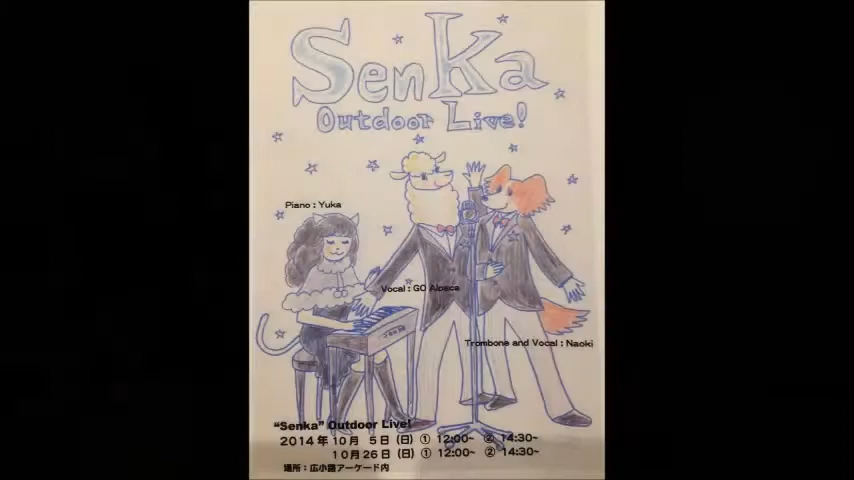 SenKa
Outdoor Live!
Piano : Yuka
Vocal : GO Alpaca
Trombone and Vocal : Naoki
"Senka" Outdoor Live!
2014年 10月 5日 (日) ① 12:00~ ② 14:30~
10月26日 (日) ① 12:00~ ② 14:30~
場所：広小路アーケード内